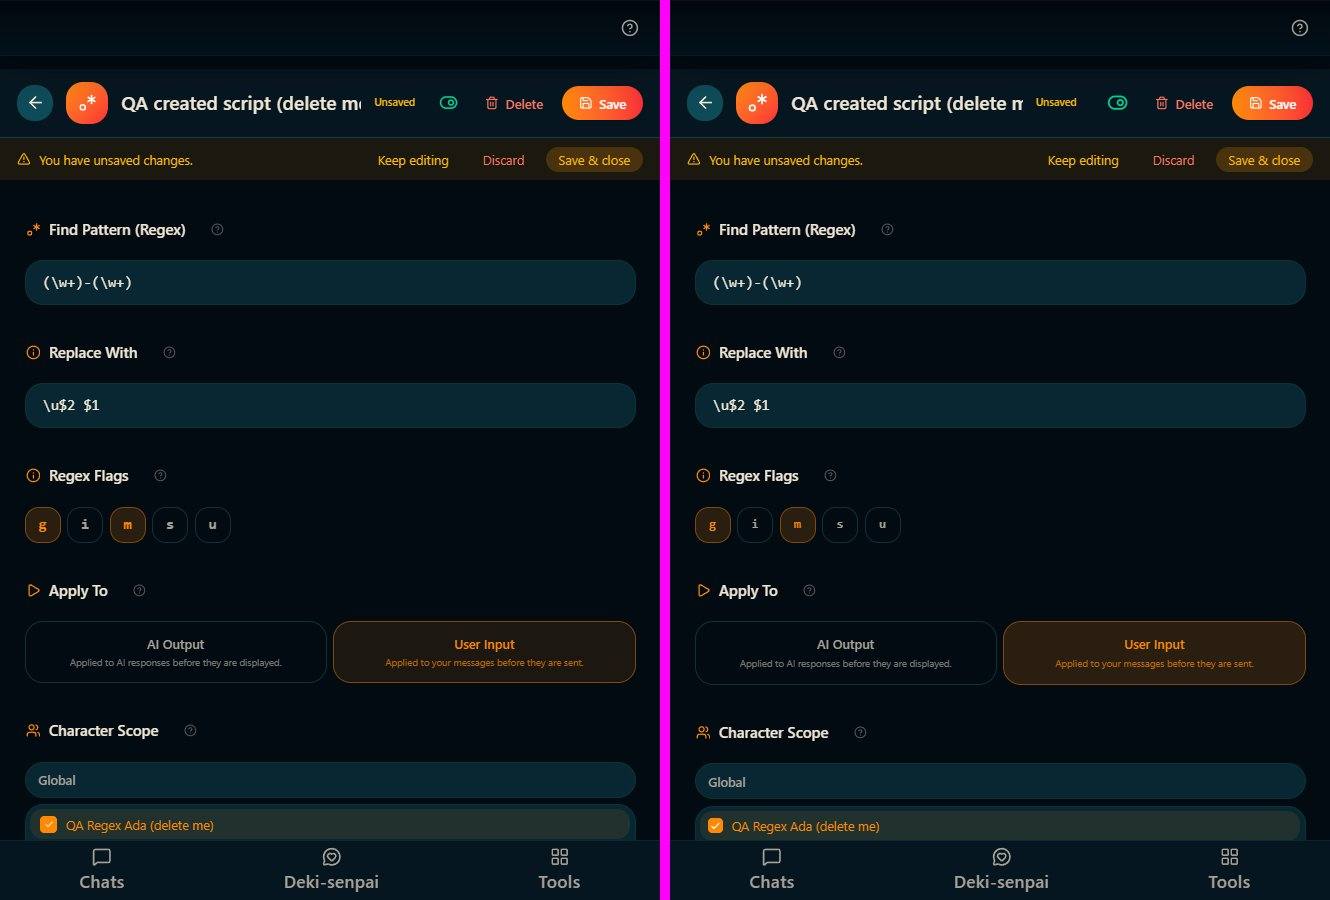 QA created script (delete m
Unsaved
Delete
Save
You have unsaved changes.
Keep editing
Discard
Save & close
Find Pattern (Regex)
(\w+)-(\w+)
Replace With
\u$2 $1
Regex Flags
g i m s u
Apply To
AI Output
Applied to AI responses before they are displayed.
User Input
Applied to your messages before they are sent.
Character Scope
Global
QA Regex Ada (delete me)
Chats
Deki-senpai
Tools
QA created script (delete m
Unsaved
Delete
Save
You have unsaved changes.
Keep editing
Discard
Save & close
Find Pattern (Regex)
(\w+)-(\w+)
Replace With
\u$2 $1
Regex Flags
g i m s u
Apply To
AI Output
Applied to AI responses before they are displayed.
User Input
Applied to your messages before they are sent.
Character Scope
Global
QA Regex Ada (delete me)
Chats
Deki-senpai
Tools